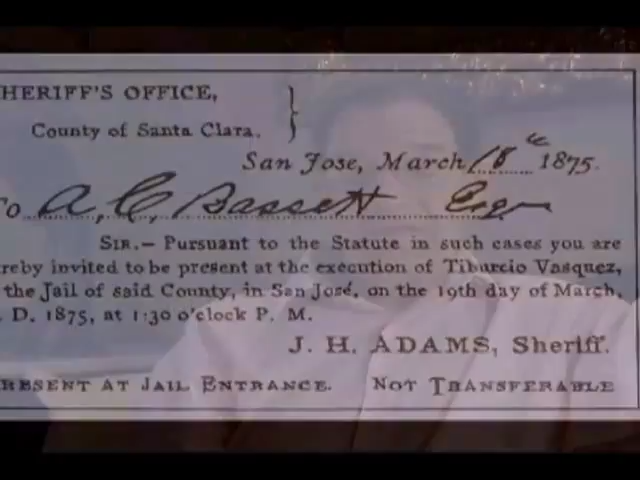 HERIFF'S OFFICE,
County of Santa Clara.
San Jose, March 18th 1875.
To A. C. Bassett Esqr
SIR.— Pursuant to the Statute in such cases you are
reby invited to be present at the execution of Tiburcio Vasquez,
the Jail of said County, in San José, on the 19th day of March,
. D. 1875, at 1:30 o'clock P. M.
J. H. ADAMS, Sheriff.
RESENT AT JAIL ENTRANCE. NOT TRANSFERABLE